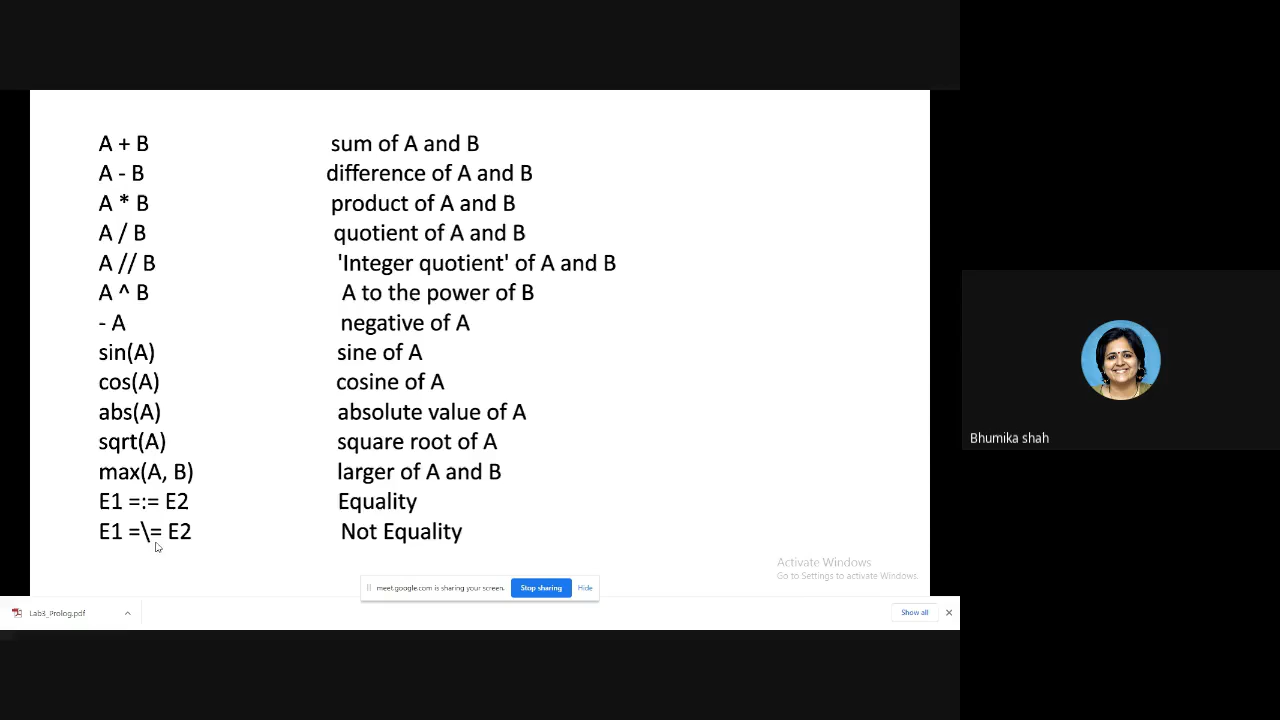 A + B sum of A and B
A - B difference of A and B
A * B product of A and B
A / B quotient of A and B
A // B 'Integer quotient' of A and B
A ^ B A to the power of B
- A negative of A
sin(A) sine of A
cos(A) cosine of A
abs(A) absolute value of A
sqrt(A) square root of A
max(A, B) larger of A and B
E1 =:= E2 Equality
E1 =\= E2 Not Equality
Bhumika shah
Activate Windows
Go to Settings to activate Windows.
meet.google.com is sharing your screen. Stop sharing Hide
Lab3_Prolog.pdf Show all